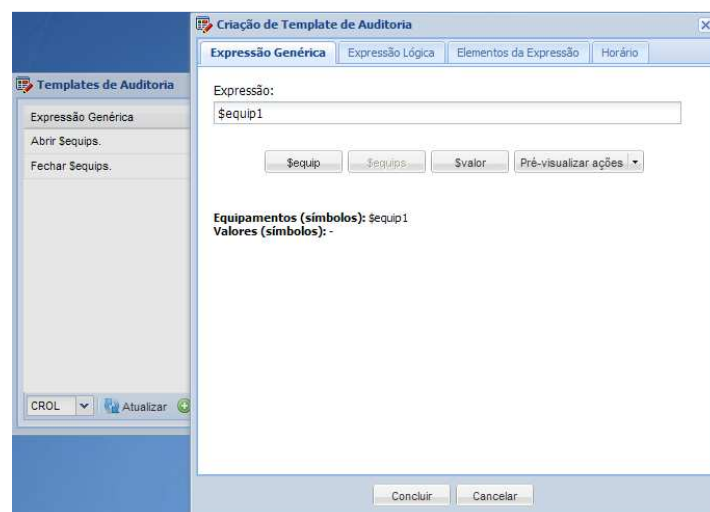 Criação de Template de Auditoria
Expressão Genérica Expressão Lógica Elementos da Expressão Horário
Templates de Auditoria
Expressão Genérica
Abrir $equips.
Fechar $equips.
CROL Atualizar
Expressão:
$equip1
$equip $equips $valor Pré-visualizar ações
Equipamentos (símbolos): $equip1
Valores (símbolos): -
Concluir Cancelar